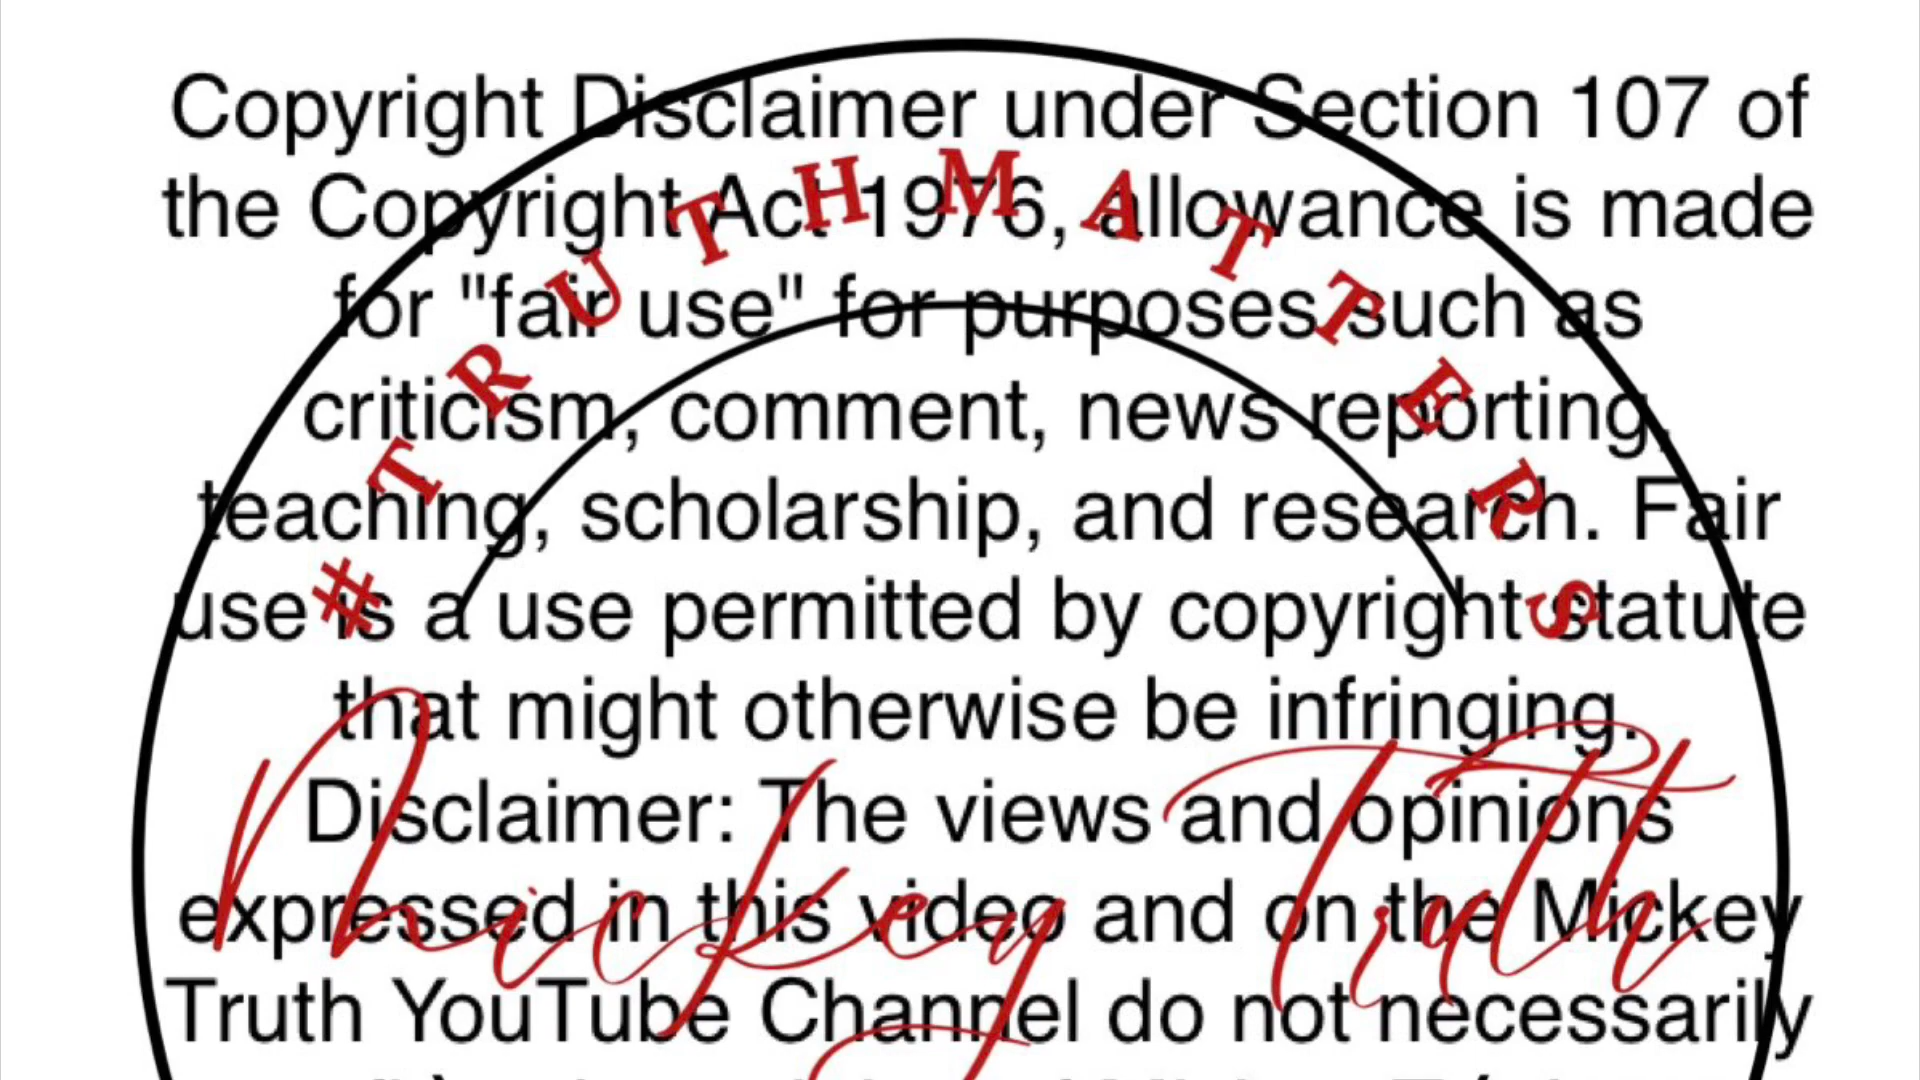 Copyright Disclaimer under Section 107 of
the Copyright Act 1976, allowance is made
for "fair use" for purposes such as
criticism, comment, news reporting,
teaching, scholarship, and research. Fair
use is a use permitted by copyright statute
that might otherwise be infringing.
Disclaimer: The views and opinions
expressed in this video and on the Mickey
Truth YouTube Channel do not necessarily
#TRUTHMATTERS
Mickey Truth